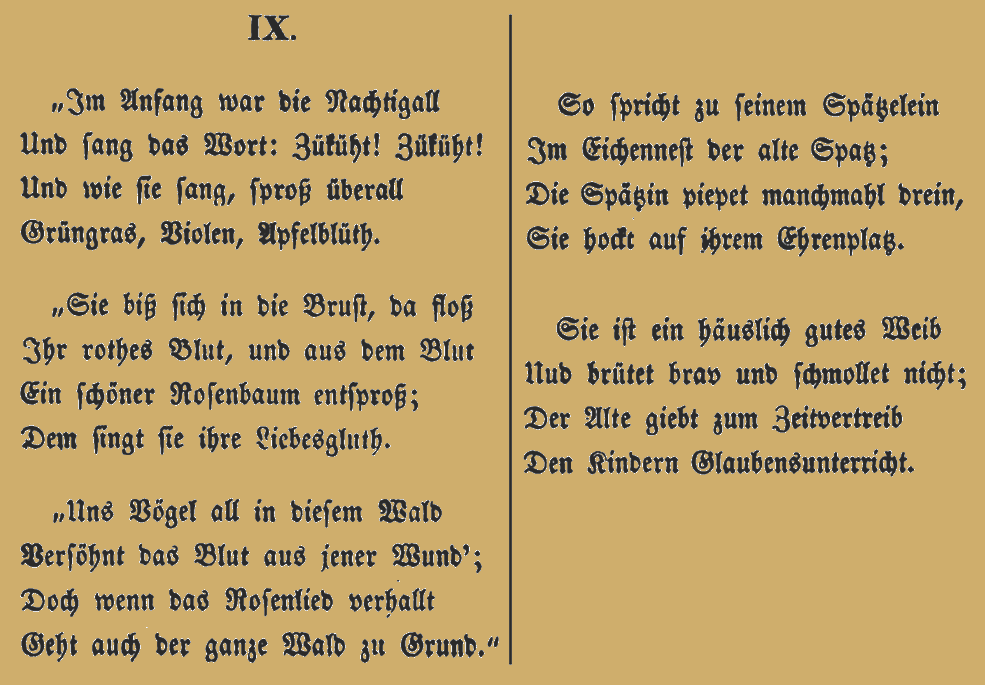 IX.
„Im Anfang war die Nachtigall
Und sang das Wort: Züküht! Züküht!
Und wie sie sang, sproß überall
Grüngras, Violen, Apfelblüth.
„Sie biß sich in die Brust, da floß
Ihr rothes Blut, und aus dem Blut
Ein schöner Rosenbaum entsproß;
Dem singt sie ihre Liebesgluth.
„Uns Vögel all in diesem Wald
Versöhnt das Blut aus jener Wund’;
Doch wenn das Rosenlied verhallt
Geht auch der ganze Wald zu Grund.“
So spricht zu seinem Spätzelein
Im Eichennest der alte Spatz;
Die Spätzin piepet manchmahl drein,
Sie hockt auf ihrem Ehrenplatz.
Sie ist ein häuslich gutes Weib
Uud brütet brav und schmollet nicht;
Der Alte giebt zum Zeitvertreib
Den Kindern Glaubensunterricht.